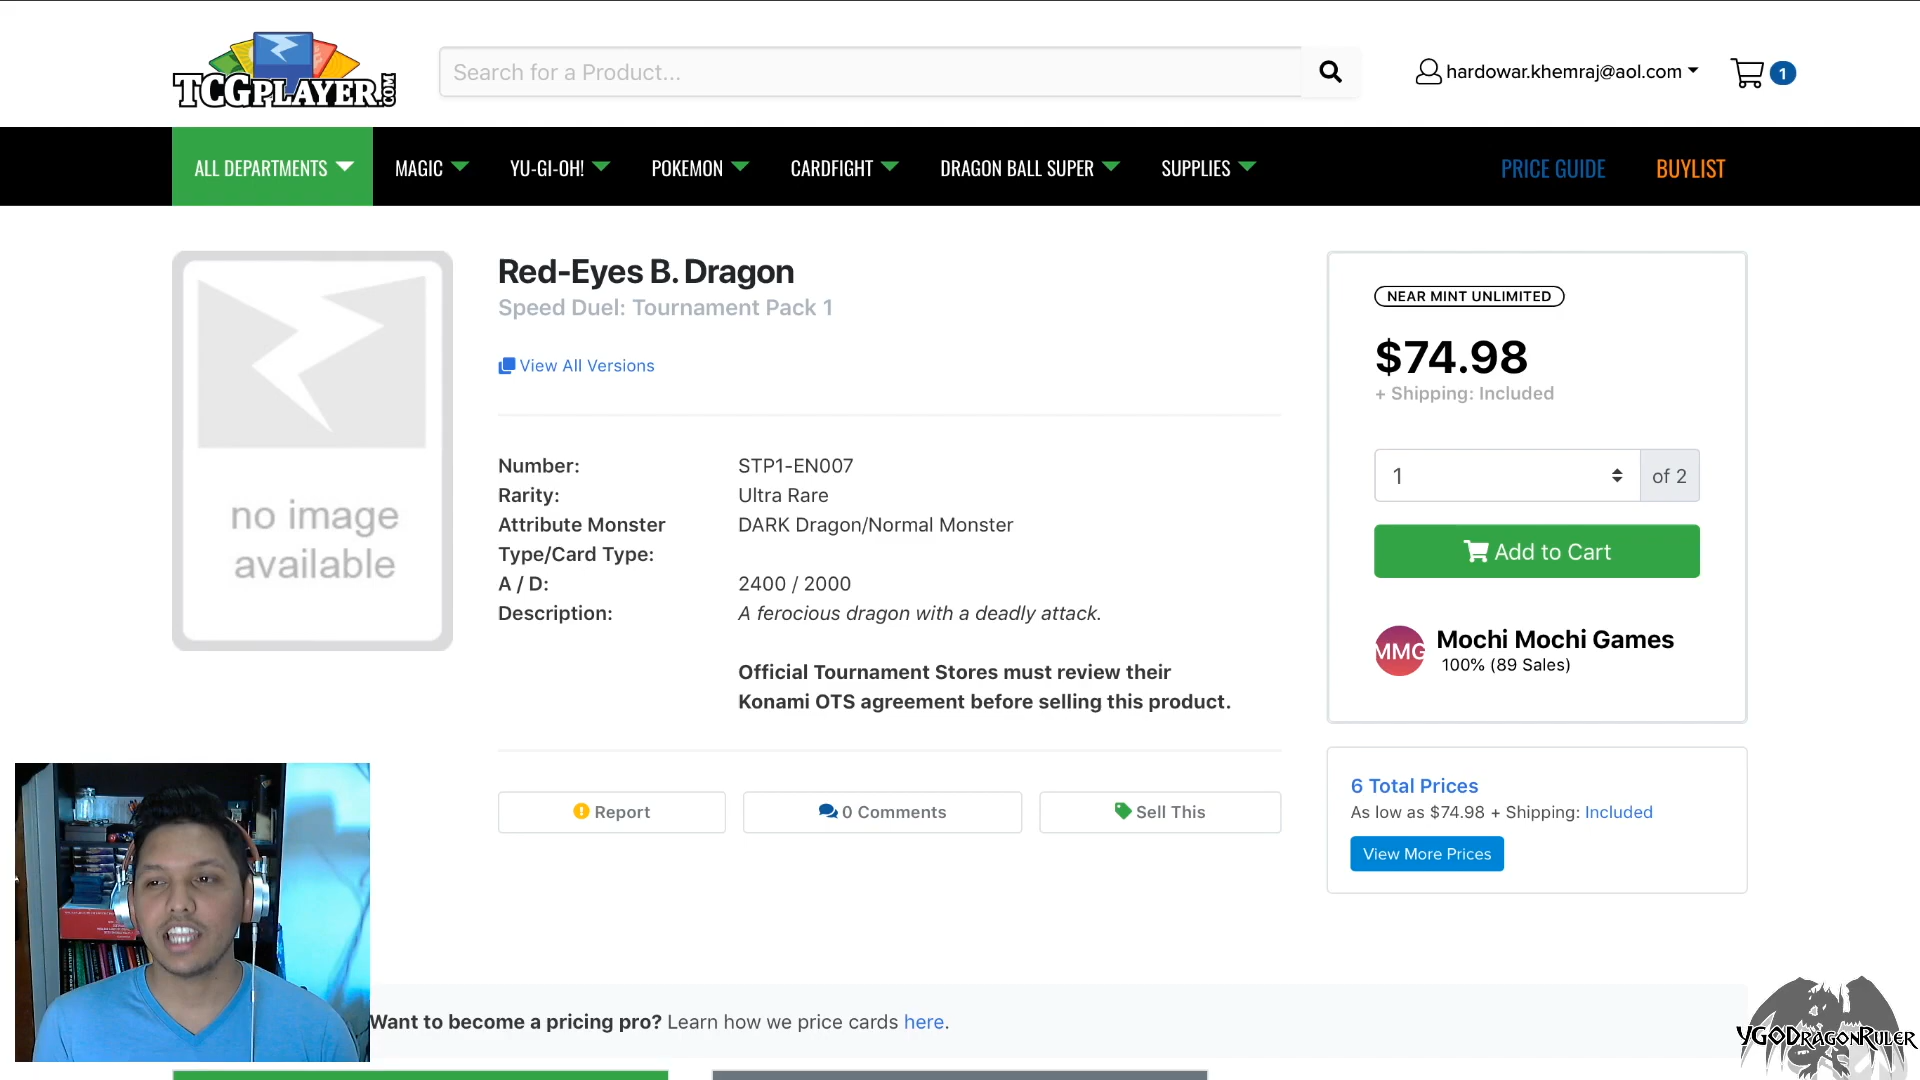 TCGPLAYER.COM
Search for a Product...
hardowar.khemraj@aol.com
1
ALL DEPARTMENTS
MAGIC
YU-GI-OH!
POKEMON
CARDFIGHT
DRAGON BALL SUPER
SUPPLIES
PRICE GUIDE
BUYLIST
no image
available
Red-Eyes B. Dragon
Speed Duel: Tournament Pack 1
View All Versions
Number: STP1-EN007
Rarity: Ultra Rare
Attribute Monster DARK Dragon/Normal Monster
Type/Card Type:
A / D: 2400 / 2000
Description: A ferocious dragon with a deadly attack.
Official Tournament Stores must review their
Konami OTS agreement before selling this product.
Report
0 Comments
Sell This
NEAR MINT UNLIMITED
$74.98
+ Shipping: Included
1 of 2
Add to Cart
MMG
Mochi Mochi Games
100% (89 Sales)
6 Total Prices
As low as $74.98 + Shipping: Included
View More Prices
Want to become a pricing pro? Learn how we price cards here.
YGODRAGONRULER